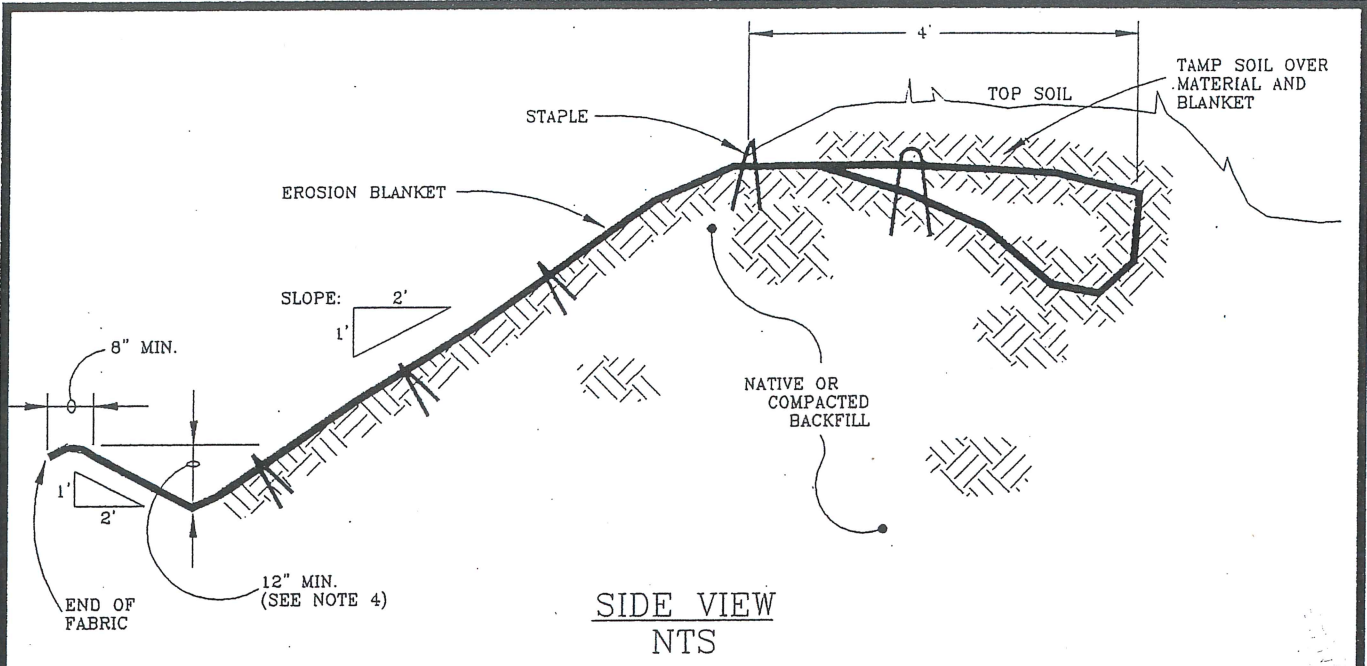 4'
TAMP SOIL OVER
MATERIAL AND
BLANKET
TOP SOIL
STAPLE
EROSION BLANKET
SLOPE:
2'
1'
8" MIN.
NATIVE OR
COMPACTED
BACKFILL
1'
2'
12" MIN.
(SEE NOTE 4)
END OF
FABRIC
SIDE VIEW
NTS